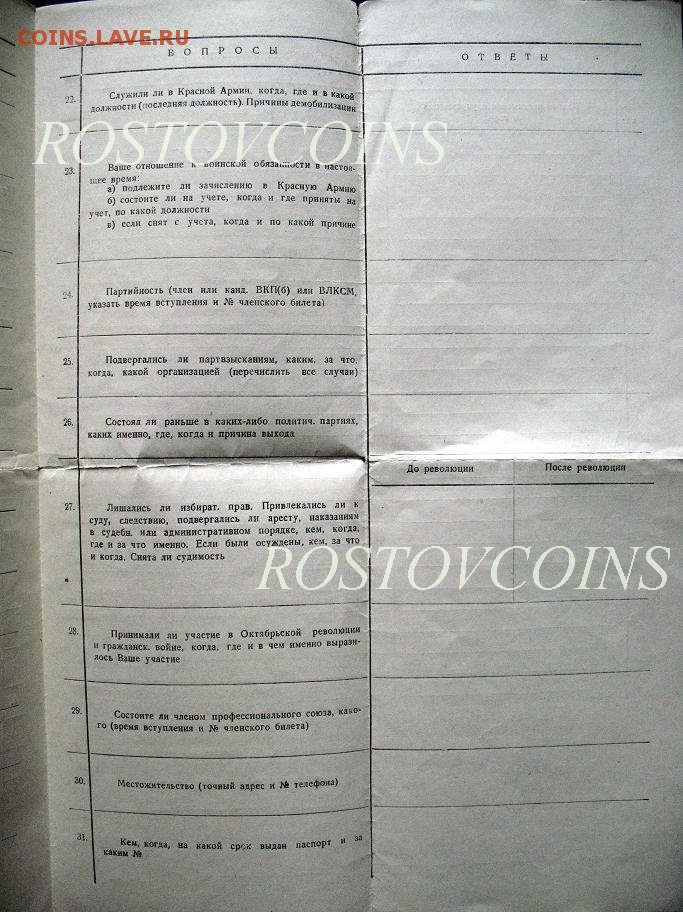 COINS.LAVE.RU
ВОПРОСЫ
ОТВЕТЫ
22. Служили ли в Красной Армии, когда, где и в какой
должности (последняя должность). Причины демобилизации
ROSTOVCOINS
23. Ваше отношение к воинской обязанности в настоя-
щее время:
а) подлежите ли зачислению в Красную Армию
б) состоите ли на учете, когда и где приняты на
учет, по какой должности
в) если снят с учета, когда и по какой причине
24. Партийность (член или канд. ВКП(б) или ВЛКСМ,
указать время вступления и № членского билета)
25. Подвергались ли партвзысканиям, каким, за что,
когда, какой организацией (перечислить все случаи)
26. Состоял ли раньше в каких-либо политич. партиях,
каких именно, где, когда и причина выхода
До революции
После революции
27. Лишались ли избират. прав. Привлекались ли к
суду, следствию, подвергались ли аресту, наказаниям
в судебн. или административном порядке, кем, когда,
где и за что именно. Если были осуждены, кем, за что
и когда. Снята ли судимость
ROSTOVCOINS
28. Принимали ли участие в Октябрьской революции
и гражданск. войне, когда, где и в чем именно вырази-
лось Ваше участие
29. Состоите ли членом профессионального союза, како-
го (время вступления и № членского билета)
30. Местожительство (точный адрес и № телефона)
31. Кем, когда, на какой срок выдан паспорт и за
каким №